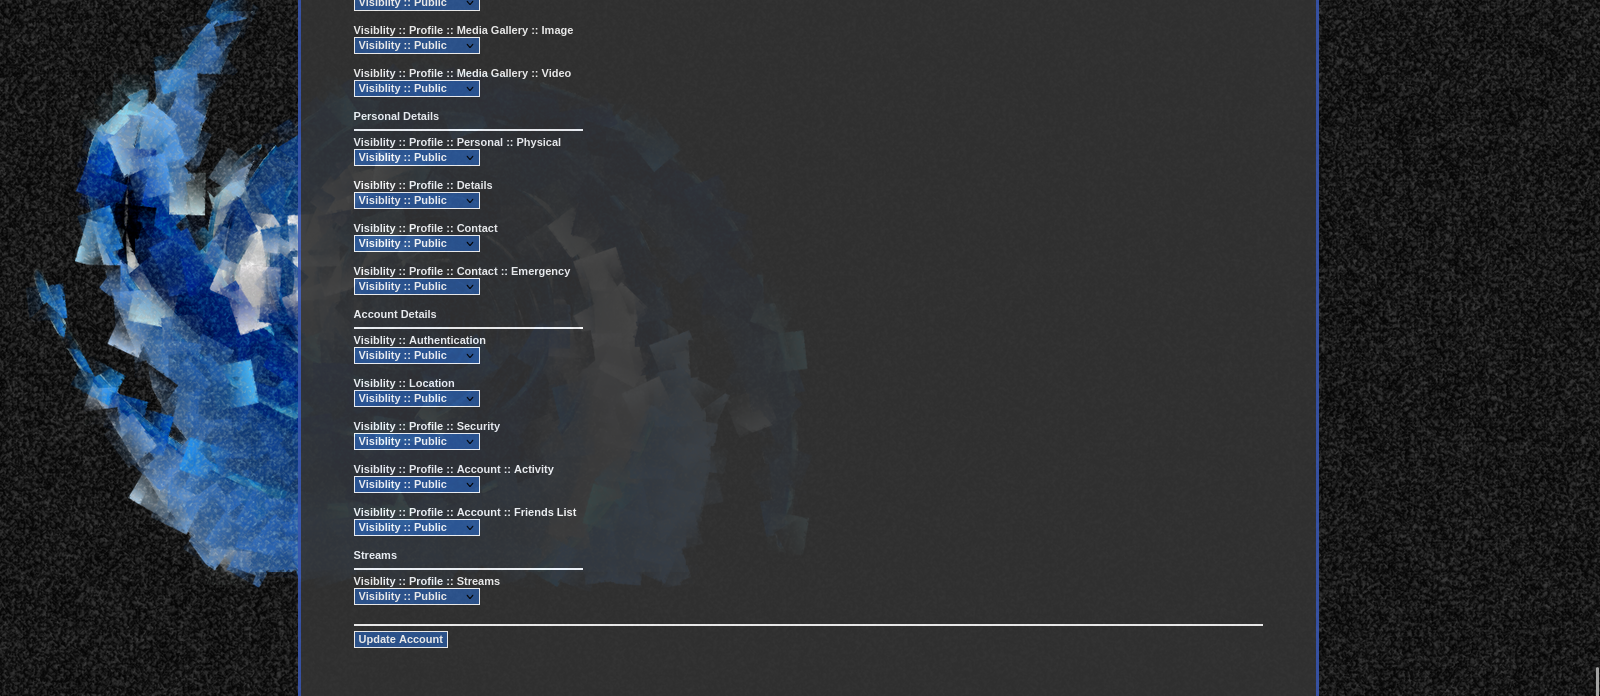 Visiblity :: Public
Visiblity :: Profile :: Media Gallery :: Image
Visiblity :: Public
Visiblity :: Profile :: Media Gallery :: Video
Visiblity :: Public
Personal Details
Visiblity :: Profile :: Personal :: Physical
Visiblity :: Public
Visiblity :: Profile :: Details
Visiblity :: Public
Visiblity :: Profile :: Contact
Visiblity :: Public
Visiblity :: Profile :: Contact :: Emergency
Visiblity :: Public
Account Details
Visiblity :: Authentication
Visiblity :: Public
Visiblity :: Location
Visiblity :: Public
Visiblity :: Profile :: Security
Visiblity :: Public
Visiblity :: Profile :: Account :: Activity
Visiblity :: Public
Visiblity :: Profile :: Account :: Friends List
Visiblity :: Public
Streams
Visiblity :: Profile :: Streams
Visiblity :: Public
Update Account